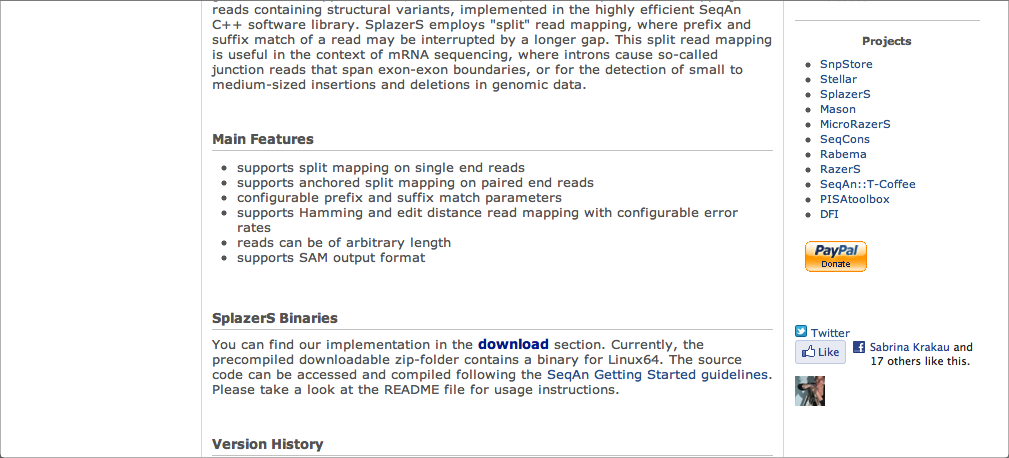 reads containing structural variants, implemented in the highly efficient SeqAn
C++ software library. SplazerS employs "split" read mapping, where prefix and
suffix match of a read may be interrupted by a longer gap. This split read mapping
is useful in the context of mRNA sequencing, where introns cause so-called
junction reads that span exon-exon boundaries, or for the detection of small to
medium-sized insertions and deletions in genomic data.
Main Features
supports split mapping on single end reads
supports anchored split mapping on paired end reads
configurable prefix and suffix match parameters
supports Hamming and edit distance read mapping with configurable error
rates
reads can be of arbitrary length
supports SAM output format
SplazerS Binaries
You can find our implementation in the download section. Currently, the
precompiled downloadable zip-folder contains a binary for Linux64. The source
code can be accessed and compiled following the SeqAn Getting Started guidelines.
Please take a look at the README file for usage instructions.
Version History
Projects
SnpStore
Stellar
SplazerS
Mason
MicroRazerS
SeqCons
Rabema
RazerS
SeqAn::T-Coffee
PISAtoolbox
DFI
PayPal
Donate
Twitter
Like
Sabrina Krakau and
17 others like this.